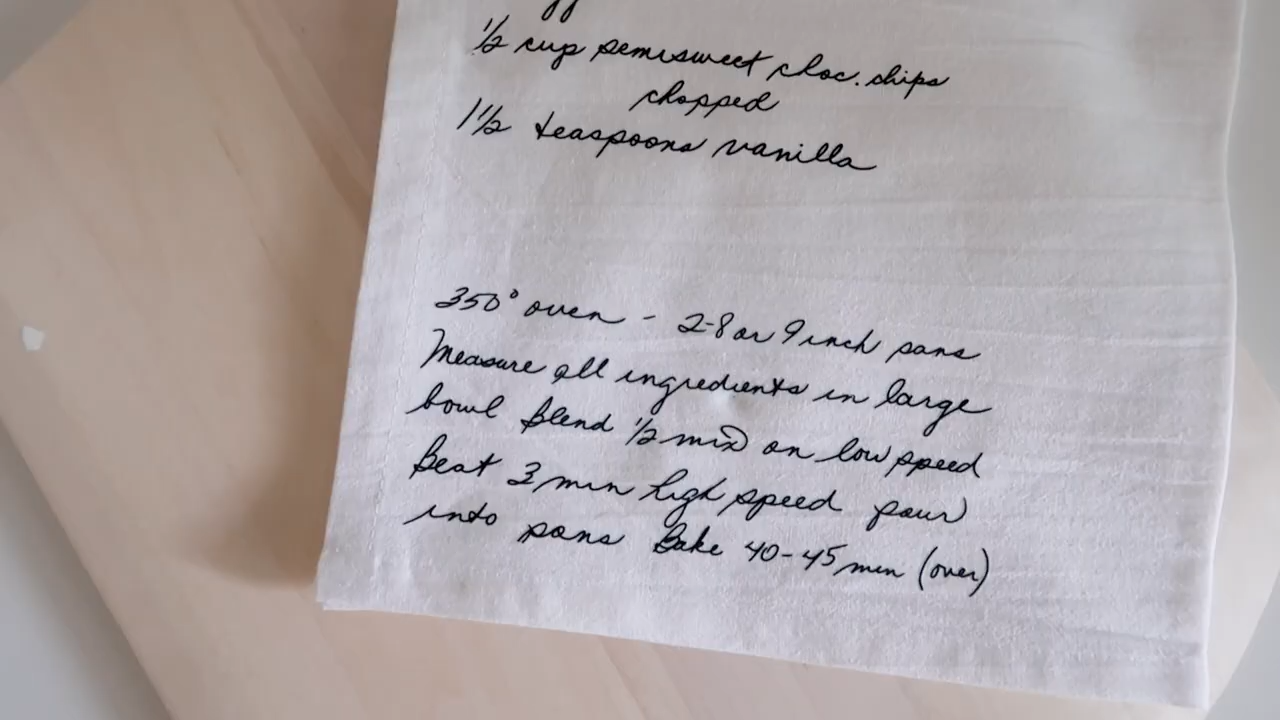 ½ cup semisweet choc. chips
chopped
1½ teaspoons vanilla
350° oven - 2-8 or 9 inch pans
Measure all ingredients in large
bowl Blend ½ min on low speed
Beat 3 min high speed pour
into pans Bake 40-45 min (over)